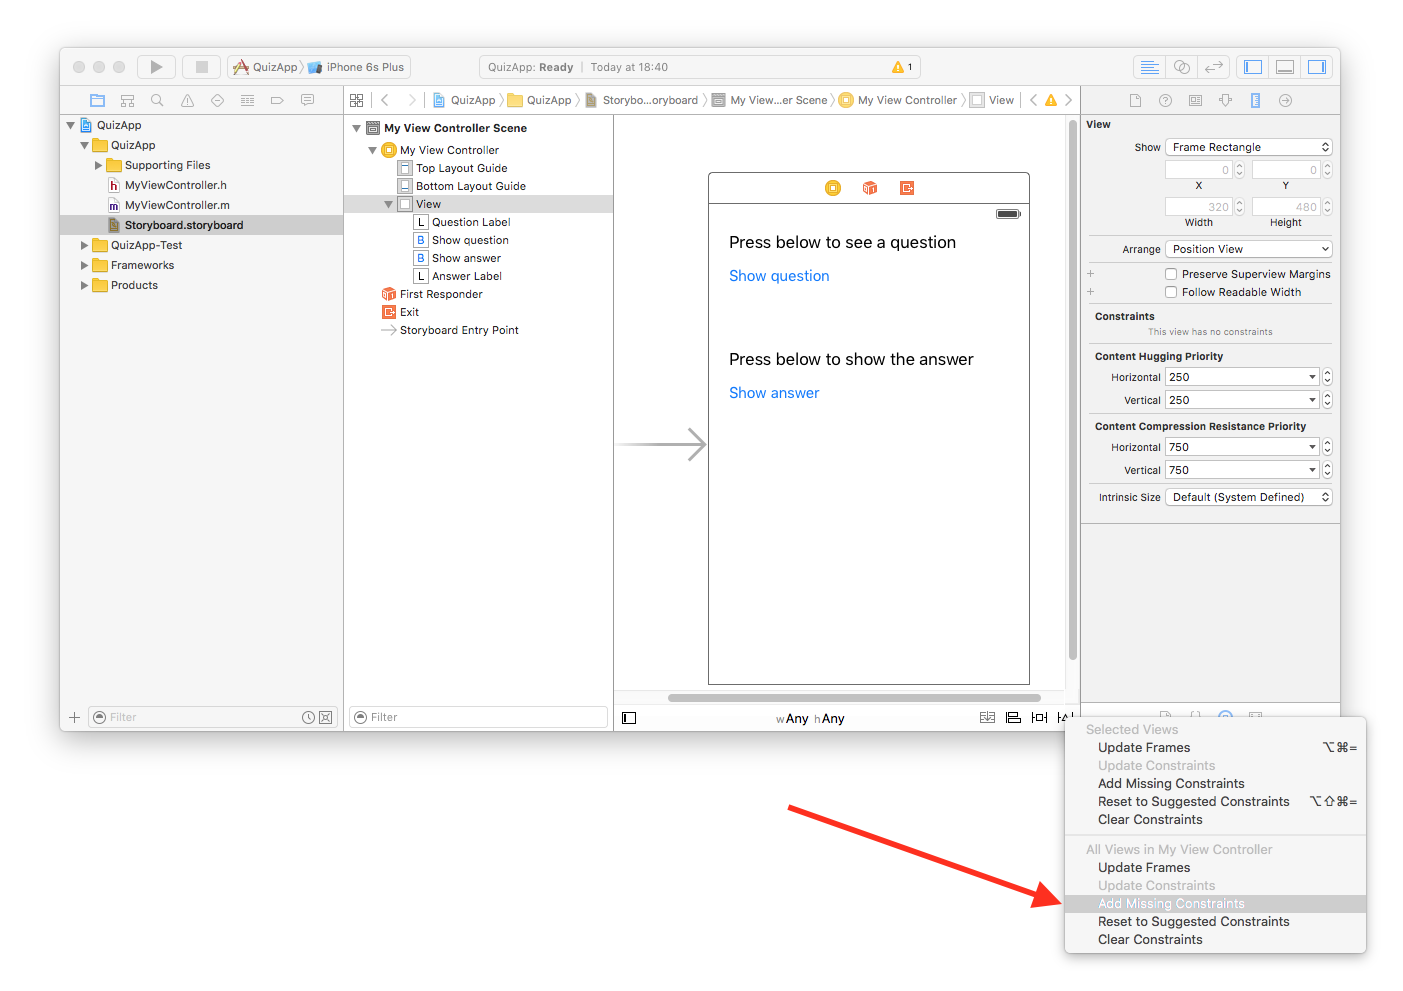 QuizApp iPhone 6s Plus
QuizApp: Ready Today at 18:40
1
QuizApp QuizApp Storybo...oryboard My View...er Scene My View Controller View
QuizApp
QuizApp
Supporting Files
h MyViewController.h
m MyViewController.m
Storyboard.storyboard
QuizApp-Test
Frameworks
Products
Filter
My View Controller Scene
My View Controller
Top Layout Guide
Bottom Layout Guide
View
L Question Label
B Show question
B Show answer
L Answer Label
First Responder
Exit
Storyboard Entry Point
Filter
Press below to see a question
Show question
Press below to show the answer
Show answer
wAny hAny
View
Show Frame Rectangle
0 0
X Y
320 480
Width Height
Arrange Position View
Preserve Superview Margins
Follow Readable Width
Constraints
This view has no constraints
Content Hugging Priority
Horizontal 250
Vertical 250
Content Compression Resistance Priority
Horizontal 750
Vertical 750
Intrinsic Size Default (System Defined)
Selected Views
Update Frames ⌥⌘=
Update Constraints
Add Missing Constraints
Reset to Suggested Constraints ⌥⇧⌘=
Clear Constraints
All Views in My View Controller
Update Frames
Update Constraints
Add Missing Constraints
Reset to Suggested Constraints
Clear Constraints